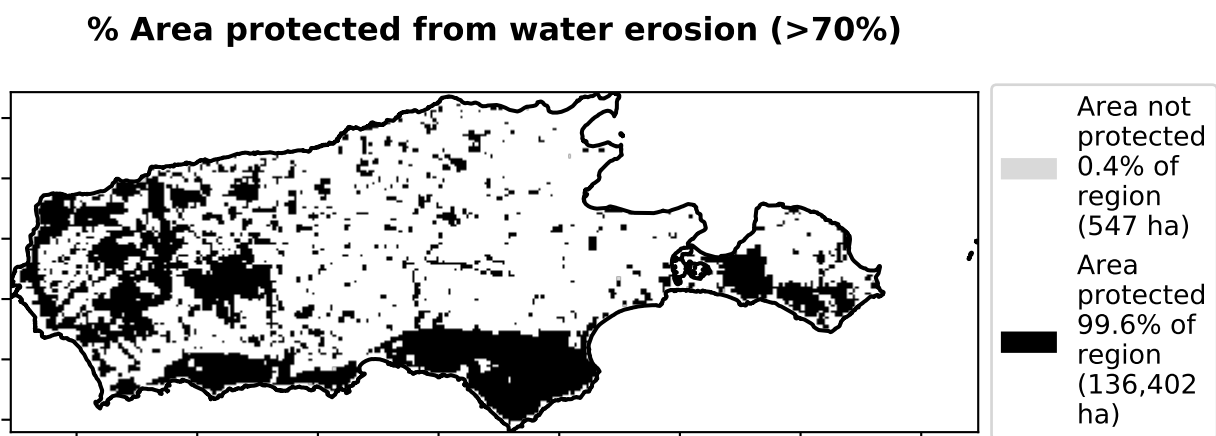 % Area protected from water erosion (>70%)
Area not
protected
0.4% of
region
(547 ha)
Area
protected
99.6% of
region
(136,402
ha)